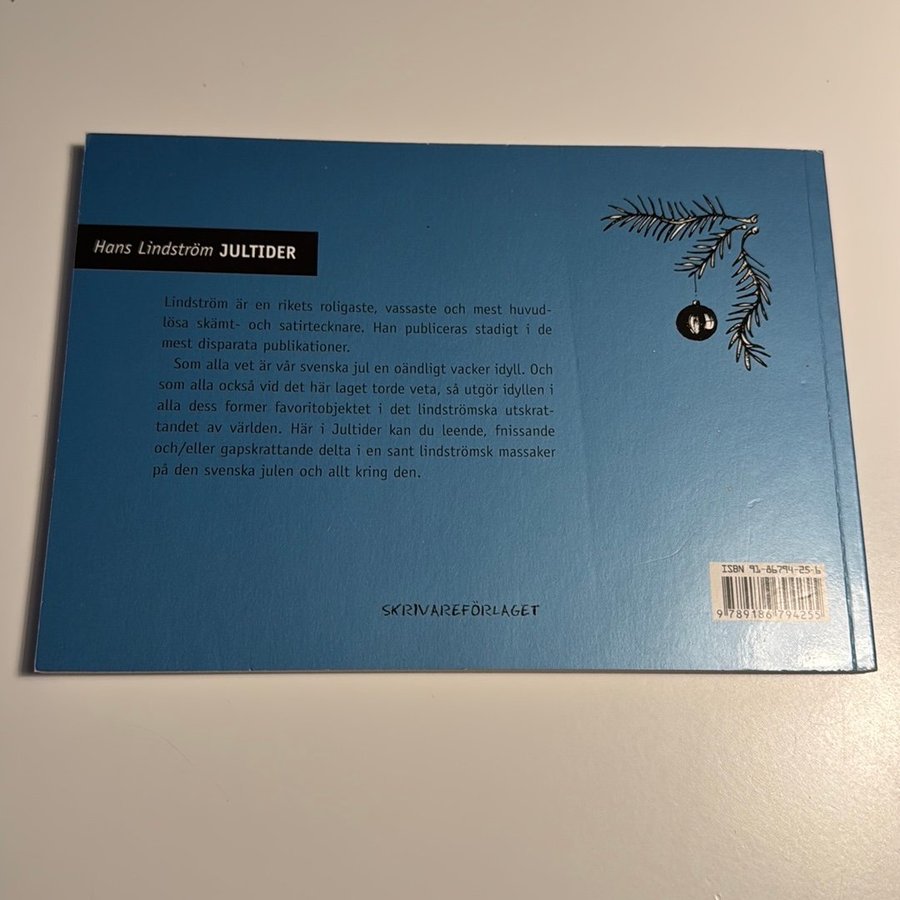 Hans Lindström JULTIDER
Lindström är en rikets roligaste, vassaste och mest huvud-
lösa skämt- och satirtecknare. Han publiceras stadigt i de
mest disparata publikationer.
Som alla vet är vår svenska jul en oändligt vacker idyll. Och
som alla också vid det här laget torde veta, så utgör idyllen i
alla dess former favoritobjektet i det lindströmska utskrat-
tandet av världen. Här i Jultider kan du leende, fnissande
och/eller gapskrattande delta i en sant lindströmsk massaker
på den svenska julen och allt kring den.
ISBN 91-86794-25-6
9 789186 794255
SKRIVAREFÖRLAGET